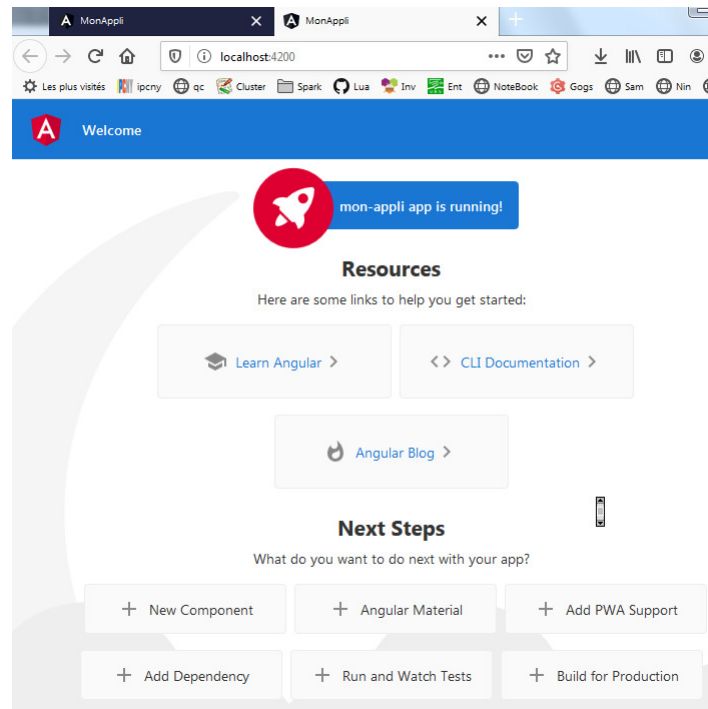 MonAppli MonAppli
localhost:4200
Les plus visités ipcny qc Cluster Spark Lua Inv Ent NoteBook Gogs Sam Nin
Welcome
mon-appli app is running!
Resources
Here are some links to help you get started:
Learn Angular CLI Documentation
Angular Blog
Next Steps
What do you want to do next with your app?
New Component Angular Material Add PWA Support
Add Dependency Run and Watch Tests Build for Production